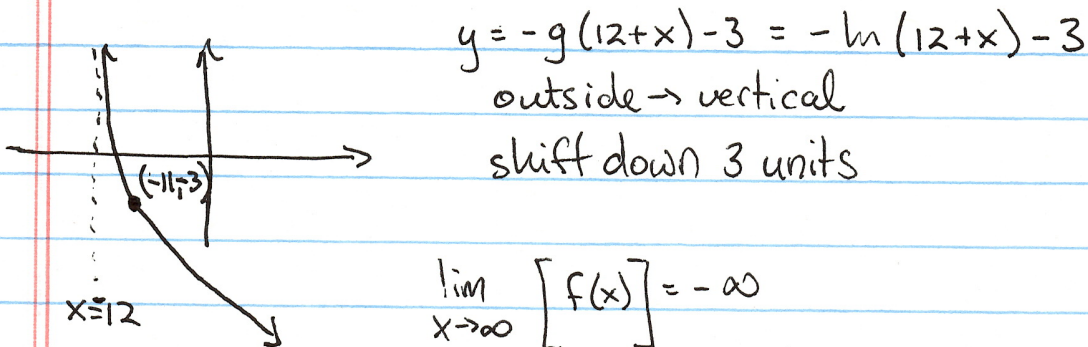 y = -g(12+x)-3 = -ln(12+x)-3
outside → vertical
shift down 3 units
(-11,-3)
x=-12
lim [f(x)] = -∞
x→∞